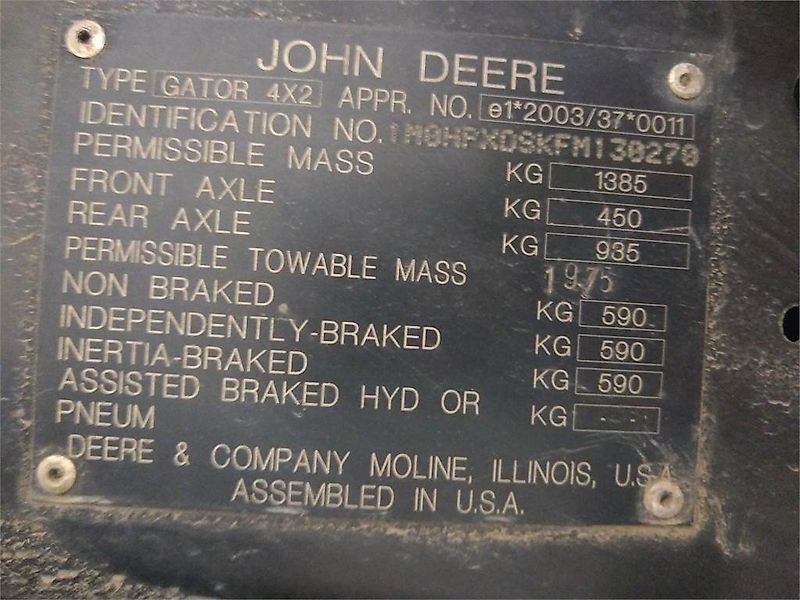 JOHN DEERE
TYPE GATOR 4X2 APPR. NO. e1*2003/37*0011
IDENTIFICATION NO.
PERMISSIBLE MASS KG 1385
FRONT AXLE KG 450
REAR AXLE KG 935
PERMISSIBLE TOWABLE MASS 1975
NON BRAKED KG 590
INDEPENDENTLY-BRAKED KG 590
INERTIA-BRAKED KG 590
ASSISTED BRAKED HYD OR KG
PNEUM
DEERE & COMPANY MOLINE, ILLINOIS, U.S.A.
ASSEMBLED IN U.S.A.